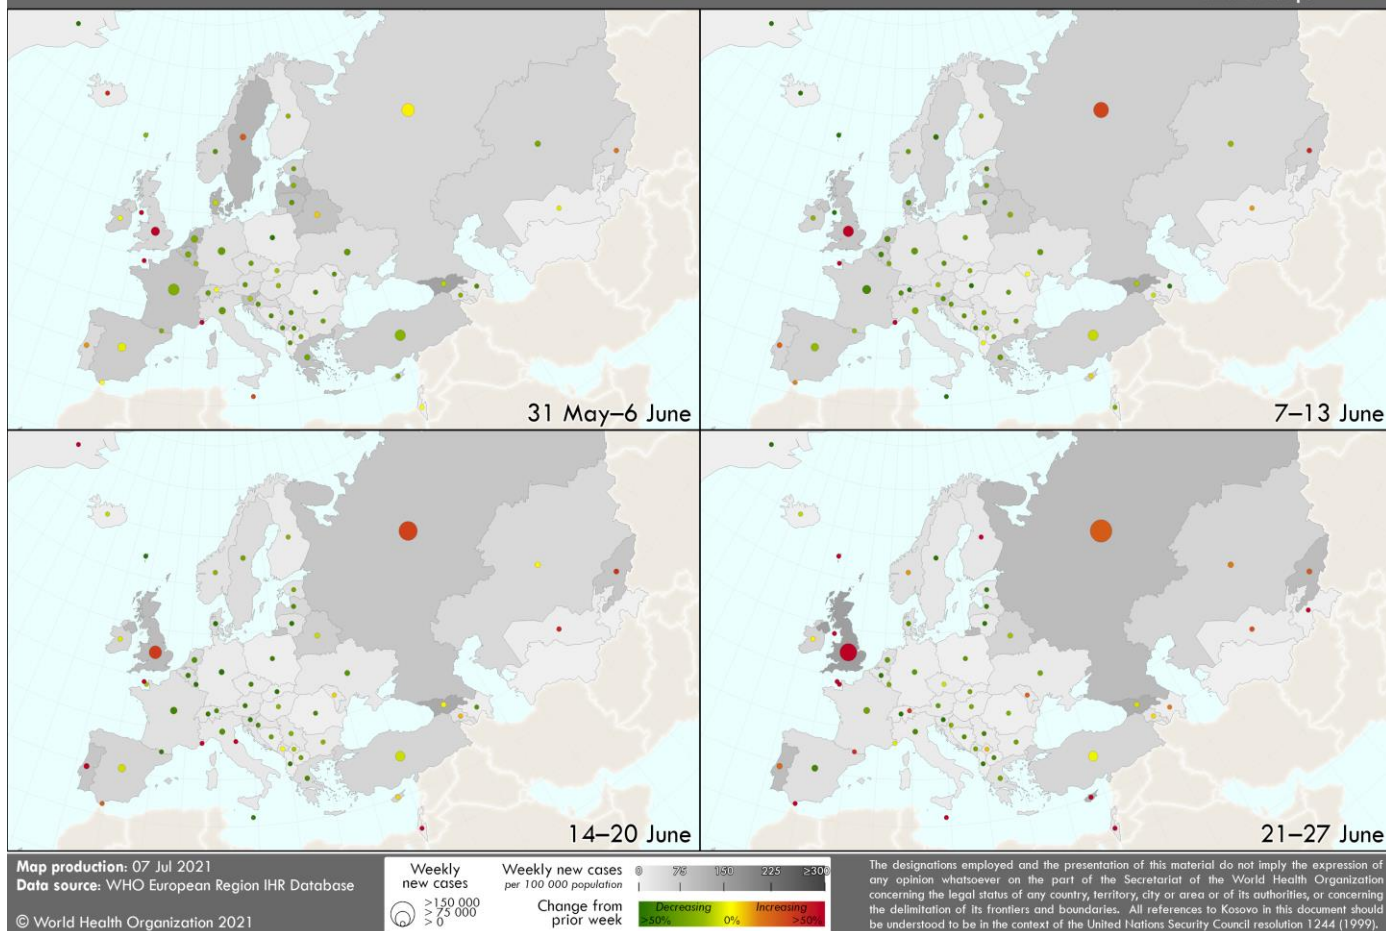 31 May–6 June
7–13 June
14–20 June
21–27 June
Map production: 07 Jul 2021
Data source: WHO European Region IHR Database
© World Health Organization 2021
Weekly
new cases
>150 000
> 75 000
> 0
Weekly new cases
per 100 000 population
0 75 150 225 ≥300
Change from
prior week
Decreasing Increasing
>50% 0% >50%
The designations employed and the presentation of this material do not imply the expression of
any opinion whatsoever on the part of the Secretariat of the World Health Organization
concerning the legal status of any country, territory, city or area or of its authorities, or concerning
the delimitation of its frontiers and boundaries. All references to Kosovo in this document should
be understood to be in the context of the United Nations Security Council resolution 1244 (1999).